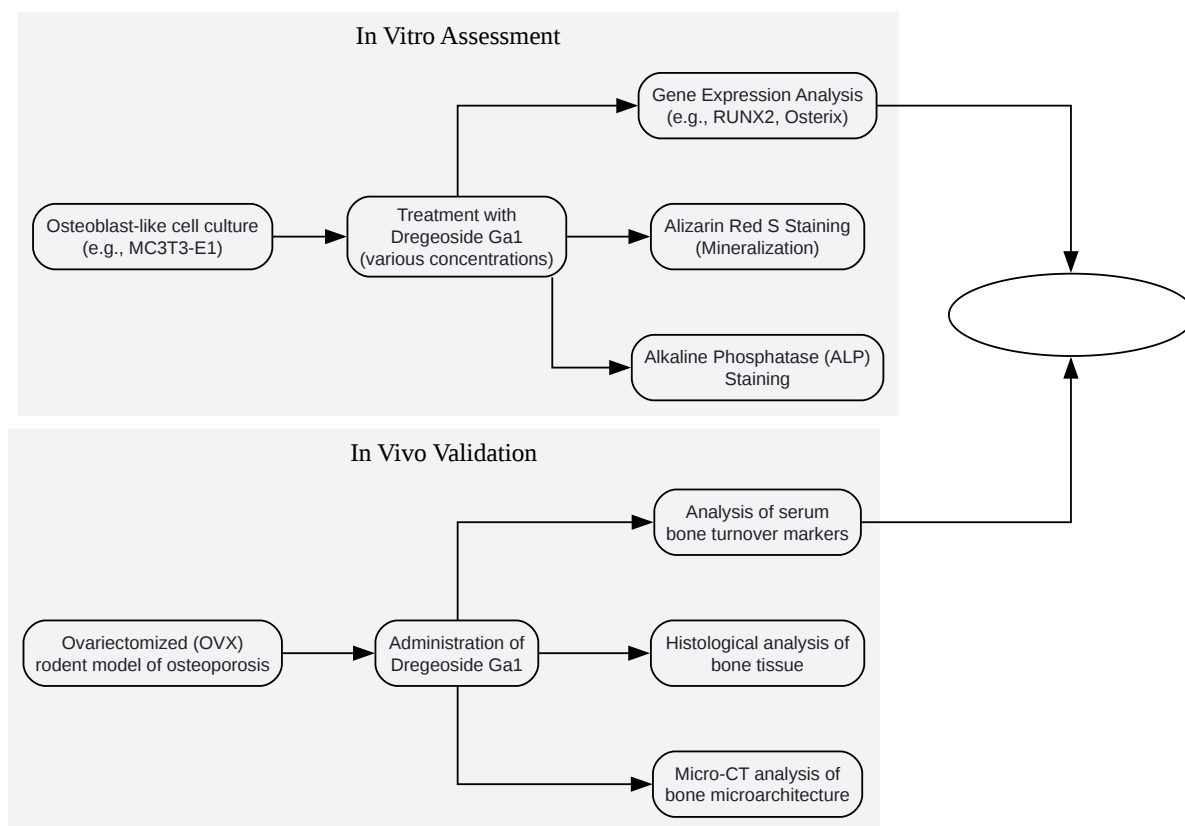 In Vitro Assessment
Gene Expression Analysis
(e.g., RUNX2, Osterix)
Osteoblast-like cell culture
(e.g., MC3T3-E1)
Treatment with
Dregeoside Ga1
(various concentrations)
Alizarin Red S Staining
(Mineralization)
Alkaline Phosphatase (ALP)
Staining
In Vivo Validation
Analysis of serum
bone turnover markers
Ovariectomized (OVX)
rodent model of osteoporosis
Administration of
Dregeoside Ga1
Histological analysis of
bone tissue
Micro-CT analysis of
bone microarchitecture